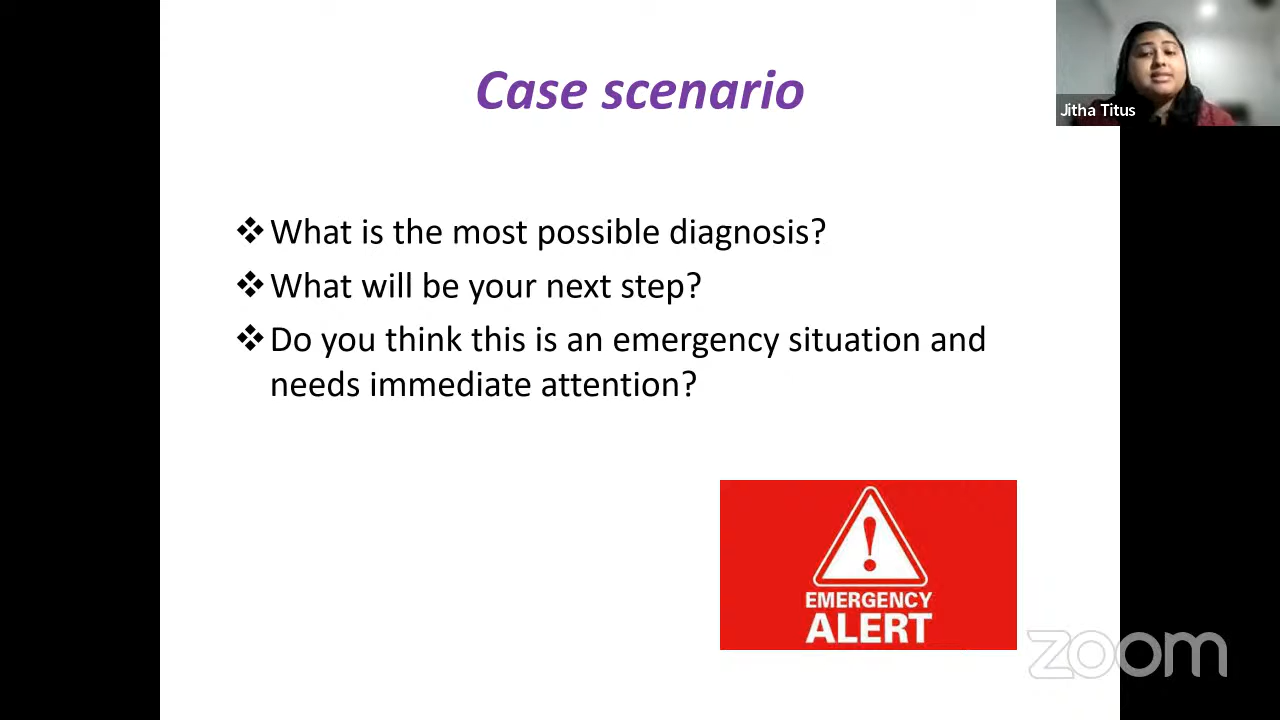 Case scenario
Jitha Titus
What is the most possible diagnosis?
What will be your next step?
Do you think this is an emergency situation and
needs immediate attention?
EMERGENCY
ALERT
zoom